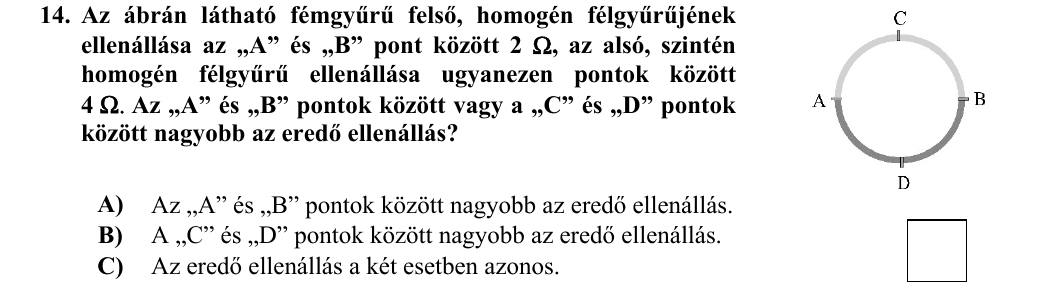 14. Az ábrán látható fémgyűrű felső, homogén félgyűrűjének
ellenállása az „A” és „B” pont között 2 Ω, az alsó, szintén
homogén félgyűrű ellenállása ugyanezen pontok között
4 Ω. Az „A” és „B” pontok között vagy a „C” és „D” pontok
között nagyobb az eredő ellenállás?
C
A
B
D
A) Az „A” és „B” pontok között nagyobb az eredő ellenállás.
B) A „C” és „D” pontok között nagyobb az eredő ellenállás.
C) Az eredő ellenállás a két esetben azonos.